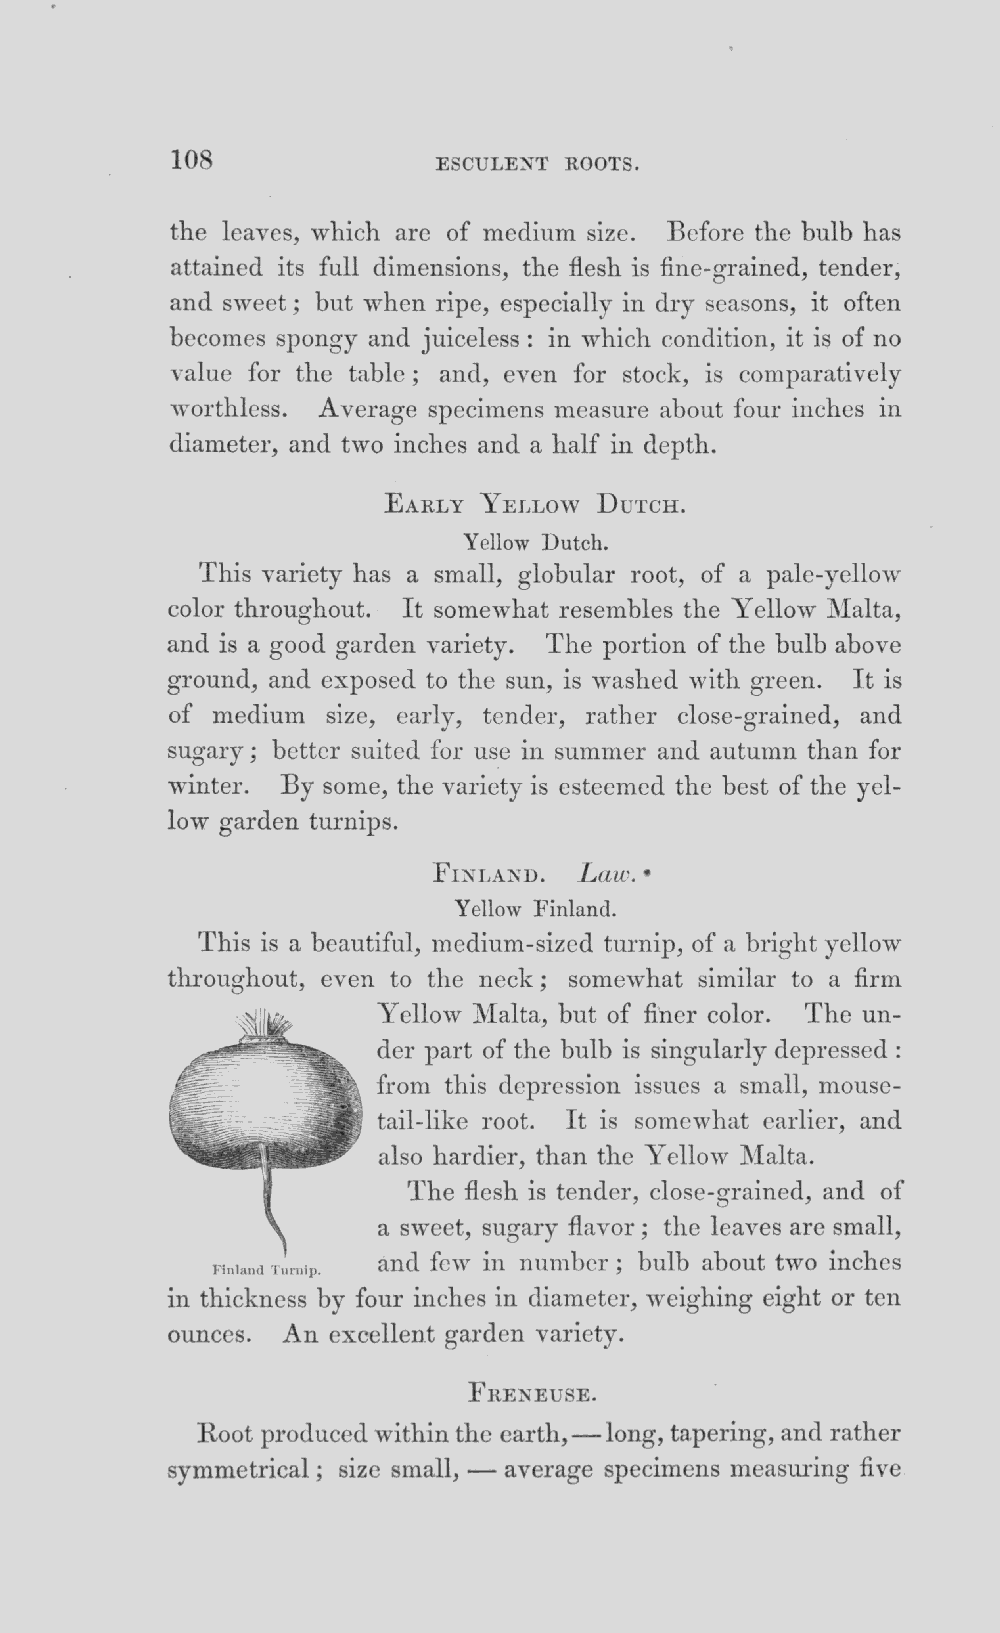 108 ESCULENT ROOTS.
the leaves, which are of medium size. Before the bulb has
attained its full dimensions, the flesh is fine-grained, tender,
and sweet; but when ripe, especially in dry seasons, it often
becomes spongy and juiceless: in which condition, it is of no
value for the table; and, even for stock, is comparatively
worthless. Average specimens measure about four inches in
diameter, and two inches and a half in depth.
EARLY YELLOW DUTCH.
Yellow Dutch.
This variety has a small, globular root, of a pale-yellow
color throughout. It somewhat resembles the Yellow Malta,
and is a good garden variety. The portion of the bulb above
ground, and exposed to the sun, is washed with green. It is
of medium size, early, tender, rather close-grained, and
sugary; better suited for use in summer and autumn than for
winter. By some, the variety is esteemed the best of the yel-
low garden turnips.
FINLAND. Law.
Yellow Finland.
This is a beautiful, medium-sized turnip, of a bright yellow
throughout, even to the neck; somewhat similar to a firm
Yellow Malta, but of finer color. The un-
der part of the bulb is singularly depressed:
from this depression issues a small, mouse-
tail-like root. It is somewhat earlier, and
also hardier, than the Yellow Malta.
The flesh is tender, close-grained, and of
a sweet, sugary flavor; the leaves are small,
and few in number; bulb about two inches
Finland Turnip.
in thickness by four inches in diameter, weighing eight or ten
ounces. An excellent garden variety.
FRENEUSE.
Root produced within the earth,—long, tapering, and rather
symmetrical; size small, — average specimens measuring five